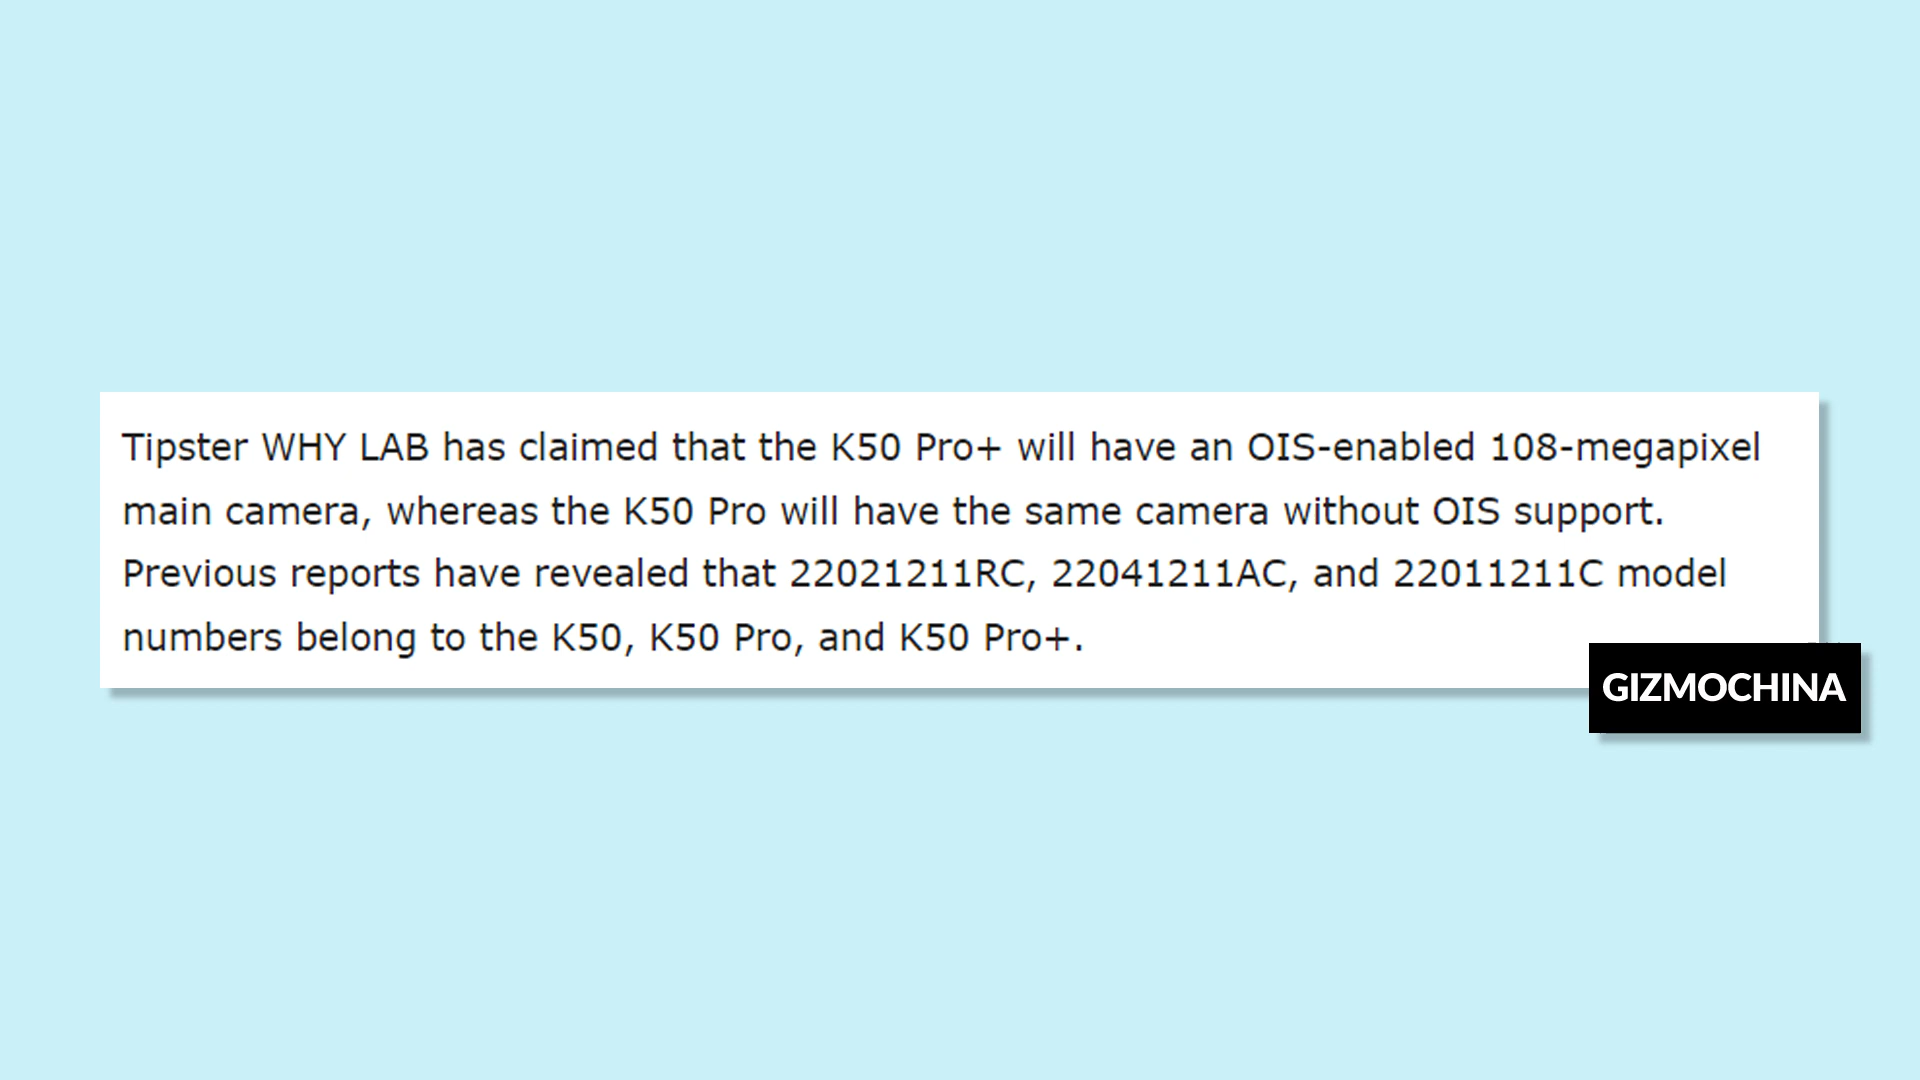 Tipster WHY LAB has claimed that the K50 Pro+ will have an OIS-enabled 108-megapixel
main camera, whereas the K50 Pro will have the same camera without OIS support.
Previous reports have revealed that 22021211RC, 22041211AC, and 22011211C model
numbers belong to the K50, K50 Pro, and K50 Pro+.
GIZMOCHINA